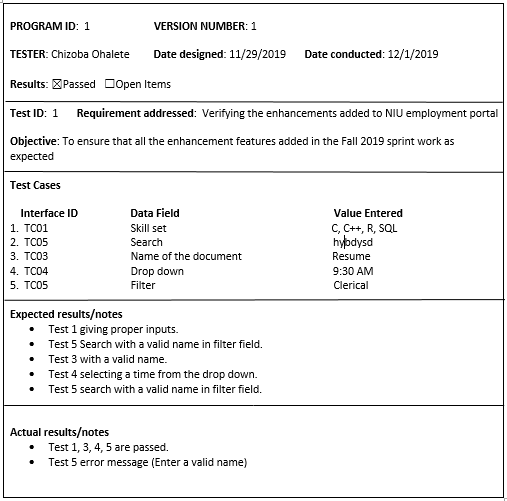 PROGRAM ID: 1 VERSION NUMBER: 1
TESTER: Chizoba Ohalete Date designed: 11/29/2019 Date conducted: 12/1/2019
Results: ☒Passed ☐Open Items
Test ID: 1 Requirement addressed: Verifying the enhancements added to NIU employment portal
Objective: To ensure that all the enhancement features added in the Fall 2019 sprint work as
expected
Test Cases
Interface ID Data Field Value Entered
1. TC01 Skill set C, C++, R, SQL
2. TC05 Search hybdysd
3. TC03 Name of the document Resume
4. TC04 Drop down 9:30 AM
5. TC05 Filter Clerical
Expected results/notes
• Test 1 giving proper inputs.
• Test 5 Search with a valid name in filter field.
• Test 3 with a valid name.
• Test 4 selecting a time from the drop down.
• Test 5 search with a valid name in filter field.
Actual results/notes
• Test 1, 3, 4, 5 are passed.
• Test 5 error message (Enter a valid name)